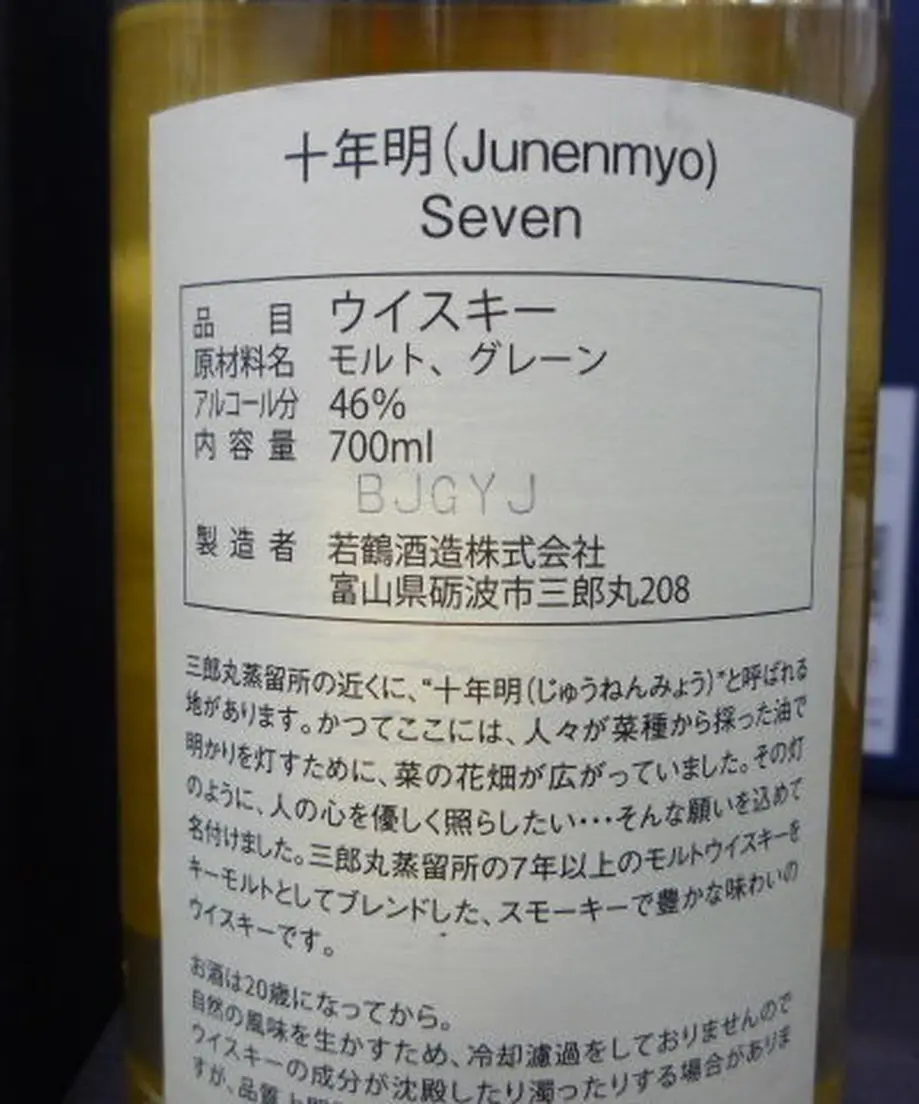 十年明(Junenmyo)
Seven
品目 ウイスキー
原材料名 モルト、グレーン
アルコール分 46%
内容量 700ml
BJGYJ
製造者 若鶴酒造株式会社
富山県砺波市三郎丸208
三郎丸蒸留所の近くに、“十年明(じゅうねんみょう)”と呼ばれる
地があります。かつてここには、人々が菜種から採った油で
明かりを灯すために、菜の花畑が広がっていました。その灯
のように、人の心を優しく照らしたい・・・そんな願いを込めて
名付けました。三郎丸蒸留所の7年以上のモルトウイスキーを
キーモルトとしてブレンドした、スモーキーで豊かな味わいの
ウイスキーです。
お酒は20歳になってから。
自然の風味を生かすため、冷却濾過をしておりませんので
ウイスキーの成分が沈殿したり濁ったりする場合がありま
すが、品質上